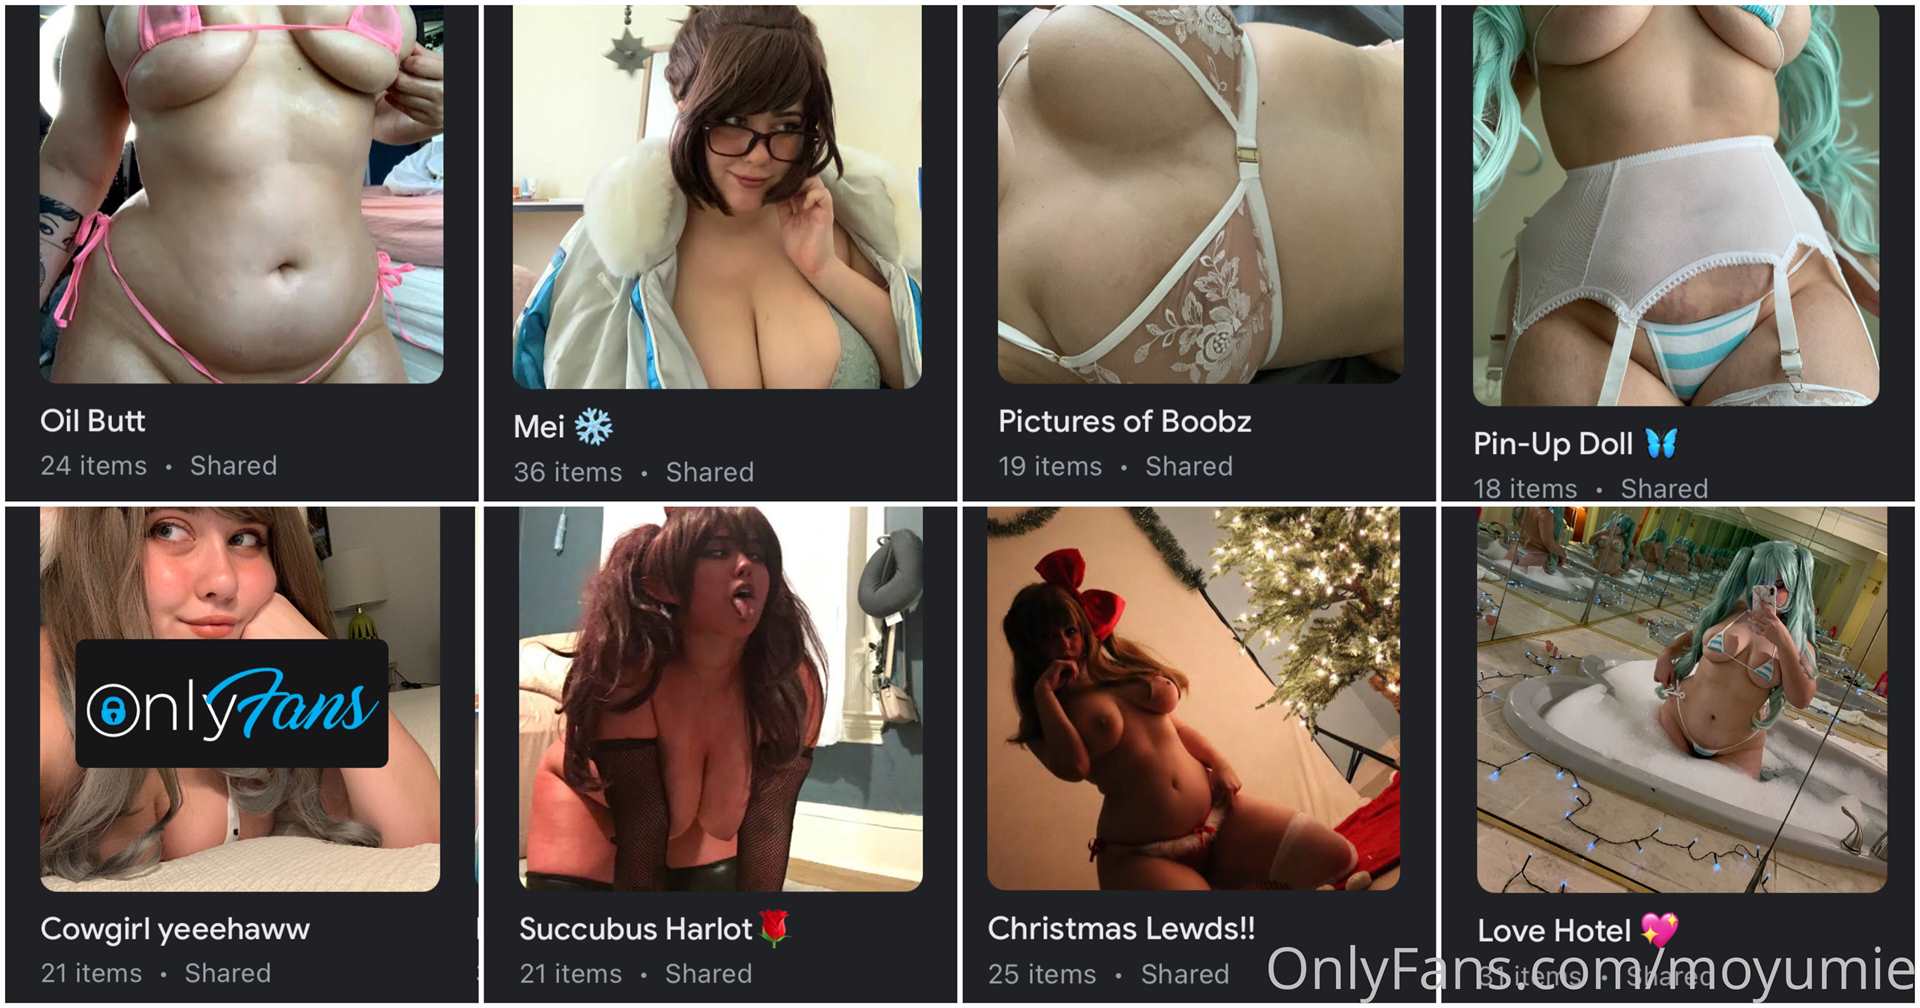 Oil Butt
24 items • Shared
Mei ❄️
36 items • Shared
Pictures of Boobz
19 items • Shared
Pin-Up Doll 🦋
18 items • Shared
OnlyFans
Cowgirl yeeehaww
21 items • Shared
Succubus Harlot🌹
21 items • Shared
Christmas Lewds!!
25 items • Shared
Love Hotel 💖
31 items • Shared
OnlyFans.com/moyumie